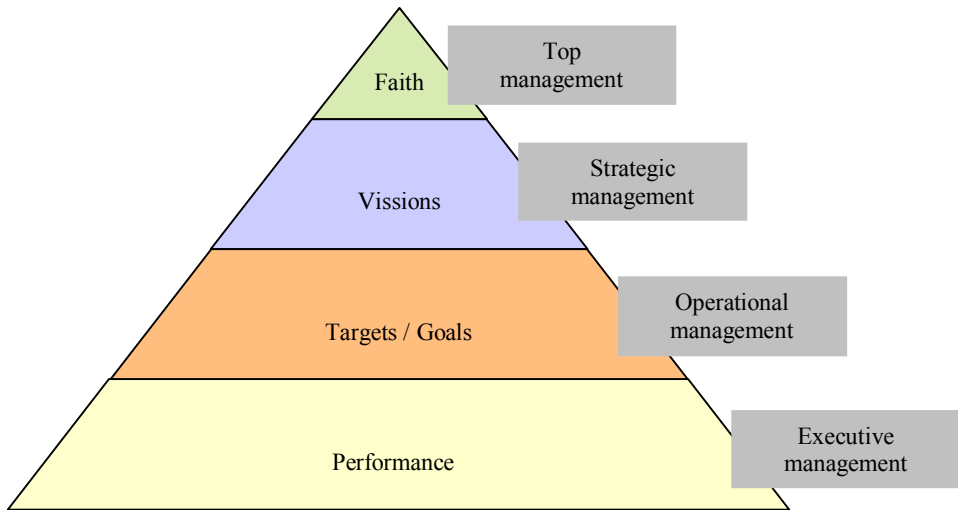 Faith
Top
management
Vissions
Strategic
management
Targets / Goals
Operational
management
Performance
Executive
management